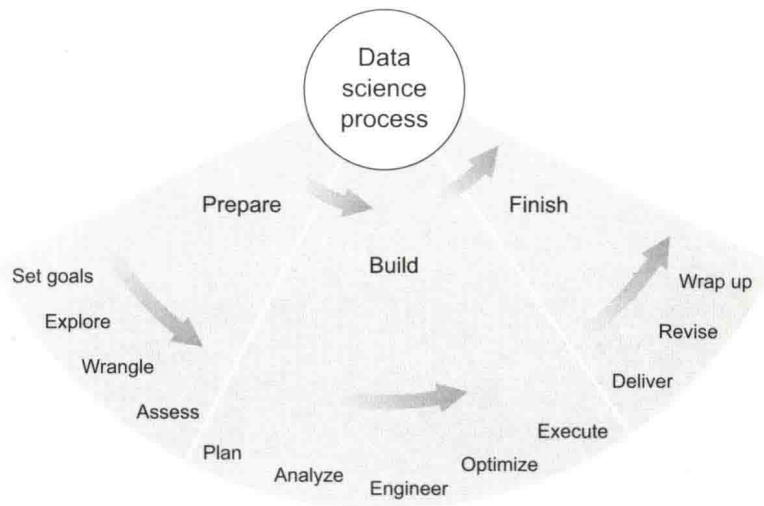 Data
science
process
Prepare
Finish
Build
Set goals
Explore
Wrangle
Assess
Plan
Analyze
Engineer
Optimize
Execute
Deliver
Revise
Wrap up